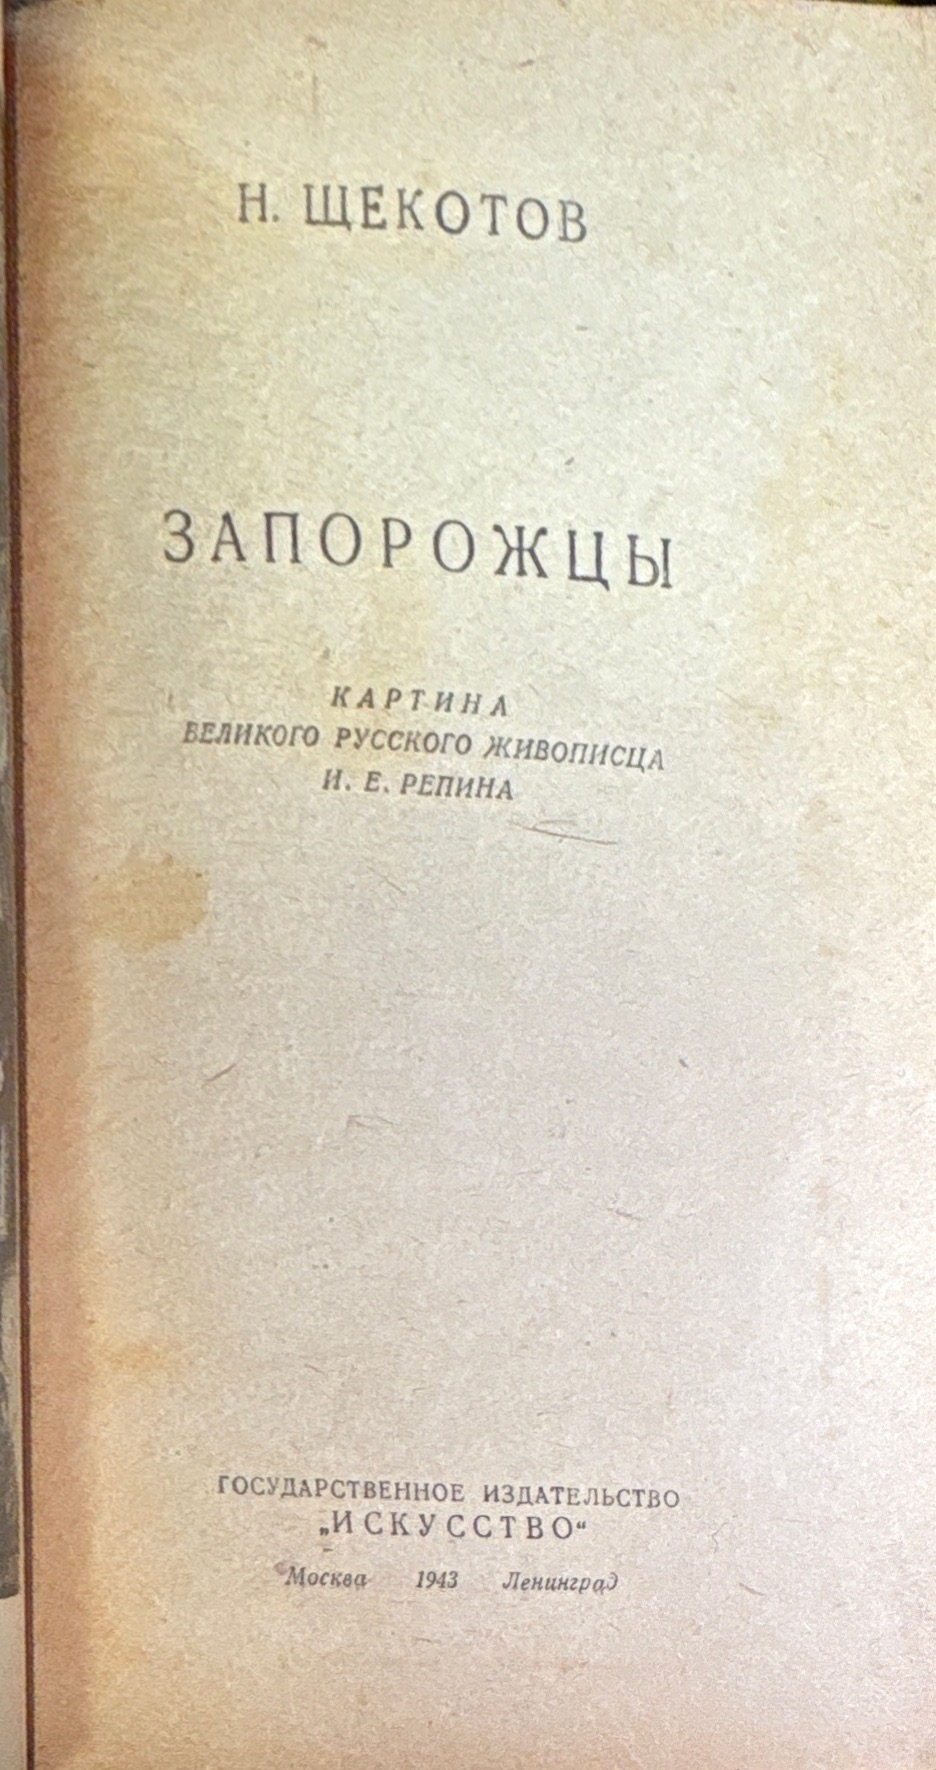 Н. ЩЕКОТОВ
ЗАПОРОЖЦЫ
КАРТИНА
ВЕЛИКОГО РУССКОГО ЖИВОПИСЦА
И. Е. РЕПИНА
ГОСУДАРСТВЕННОЕ ИЗДАТЕЛЬСТВО
„ИСКУССТВО“
Москва 1943 Ленинград